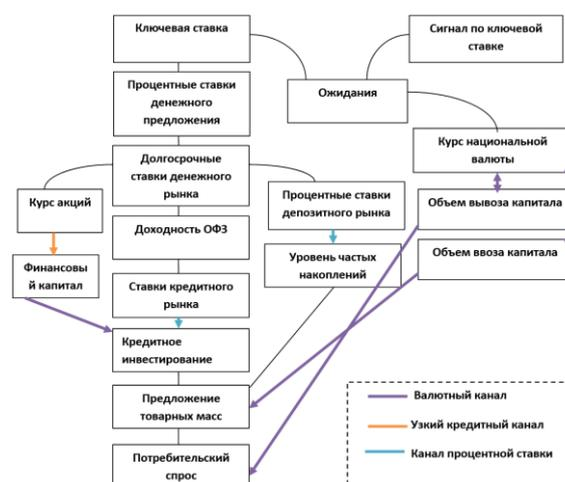 Ключевая ставка
Сигнал по ключевой
ставке
Процентные ставки
денежного
предложения
Ожидания
Курс национальной
валюты
Долгосрочные
ставки денежного
рынка
Курс акций
Процентные ставки
депозитного рынка
Объем вывоза капитала
Доходность ОФЗ
Уровень частых
накоплений
Объем ввоза капитала
Финансовы
й капитал
Ставки кредитного
рынка
Кредитное
инвестирование
Предложение
товарных масс
Потребительский
спрос
Валютный канал
Узкий кредитный канал
Канал процентной ставки